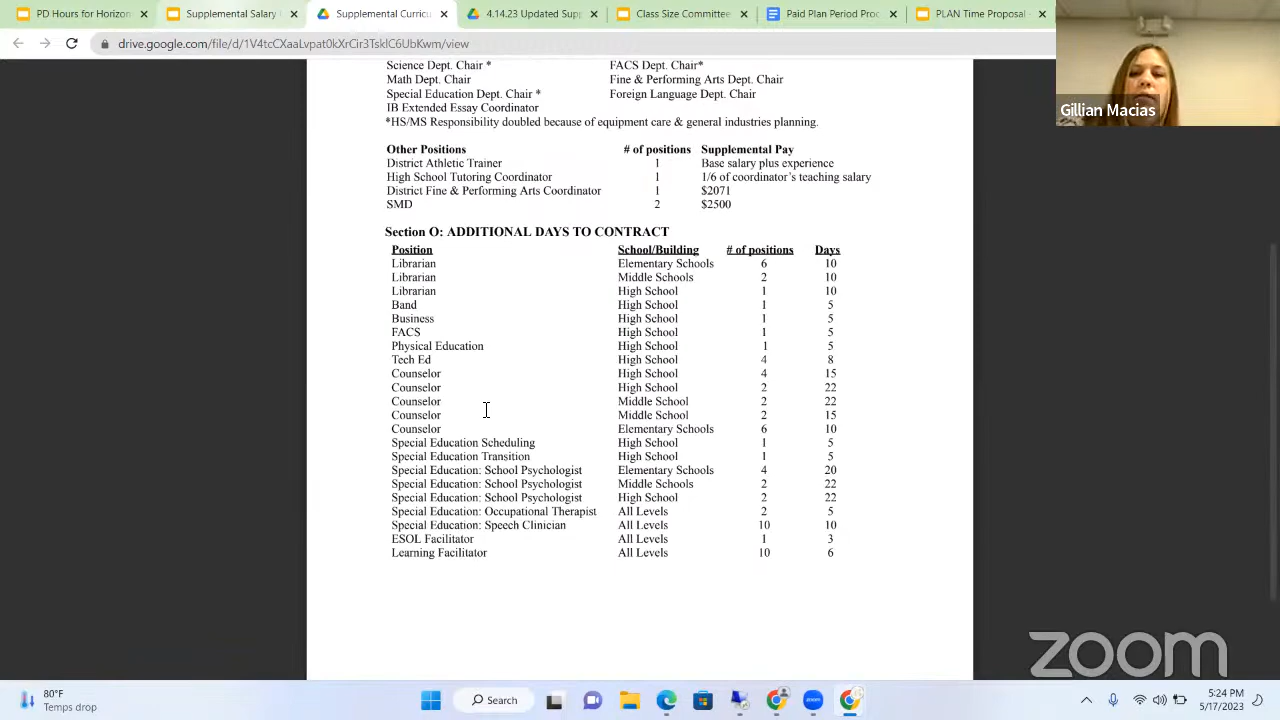 PD Hours for Horizon
Supplemental Salary
Supplemental Curricu
4.14.23 Updated Supp
Class Size Committee
Paid Plan Period Proc
PLAN Time Proposal
drive.google.com/file/d/1V4tcCXaaLvpat0kXrCir3TsklC6UbKwm/view
Gillian Macias
Science Dept. Chair * FACS Dept. Chair*
Math Dept. Chair Fine & Performing Arts Dept. Chair
Special Education Dept. Chair * Foreign Language Dept. Chair
IB Extended Essay Coordinator
*HS/MS Responsibility doubled because of equipment care & general industries planning.
Other Positions # of positions Supplemental Pay
District Athletic Trainer 1 Base salary plus experience
High School Tutoring Coordinator 1 1/6 of coordinator's teaching salary
District Fine & Performing Arts Coordinator 1 $2071
SMD 2 $2500
Section O: ADDITIONAL DAYS TO CONTRACT
Position School/Building # of positions Days
Librarian Elementary Schools 6 10
Librarian Middle Schools 2 10
Librarian High School 1 10
Band High School 1 5
Business High School 1 5
FACS High School 1 5
Physical Education High School 1 5
Tech Ed High School 4 8
Counselor High School 4 15
Counselor High School 2 22
Counselor Middle School 2 22
Counselor Middle School 2 15
Counselor Elementary Schools 6 10
Special Education Scheduling High School 1 5
Special Education Transition High School 1 5
Special Education: School Psychologist Elementary Schools 4 20
Special Education: School Psychologist Middle Schools 2 22
Special Education: School Psychologist High School 2 22
Special Education: Occupational Therapist All Levels 2 5
Special Education: Speech Clinician All Levels 10 10
ESOL Facilitator All Levels 1 3
Learning Facilitator All Levels 10 6
zoom
80°F
Temps drop
Search
5:24 PM
5/17/2023